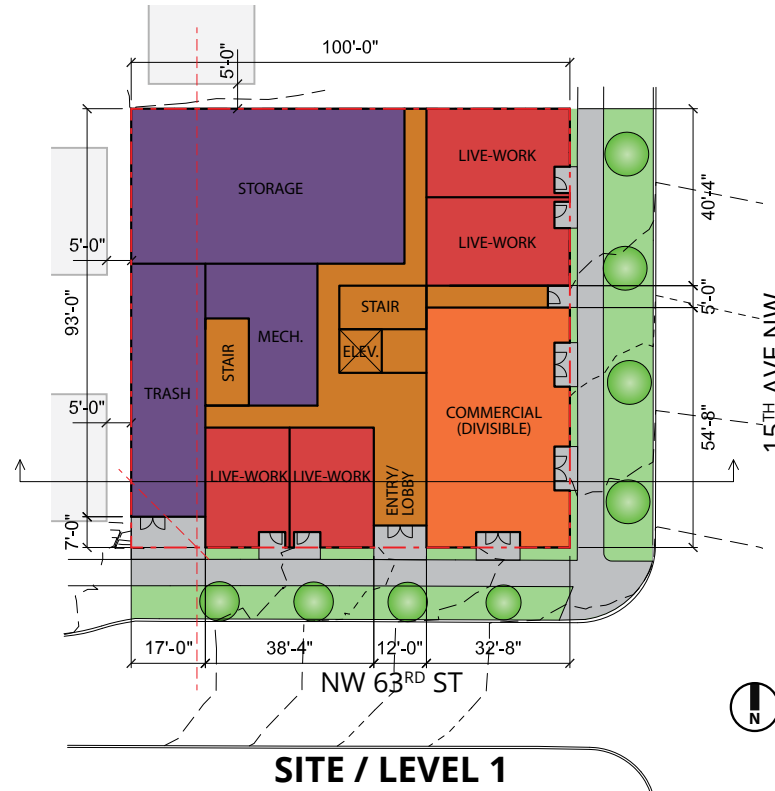 100'-0"
5'-0"
LIVE-WORK
STORAGE
40'-4"
LIVE-WORK
5'-0"
93'-0"
STAIR
5'-0"
MECH.
ELEV.
STAIR
TRASH
COMMERCIAL
(DIVISIBLE)
5'-0"
54'-8"
15TH AVE NW
LIVE-WORK
LIVE-WORK
ENTRY/
LOBBY
7'-0"
17'-0"
38'-4"
12'-0"
32'-8"
NW 63RD ST
N
SITE / LEVEL 1